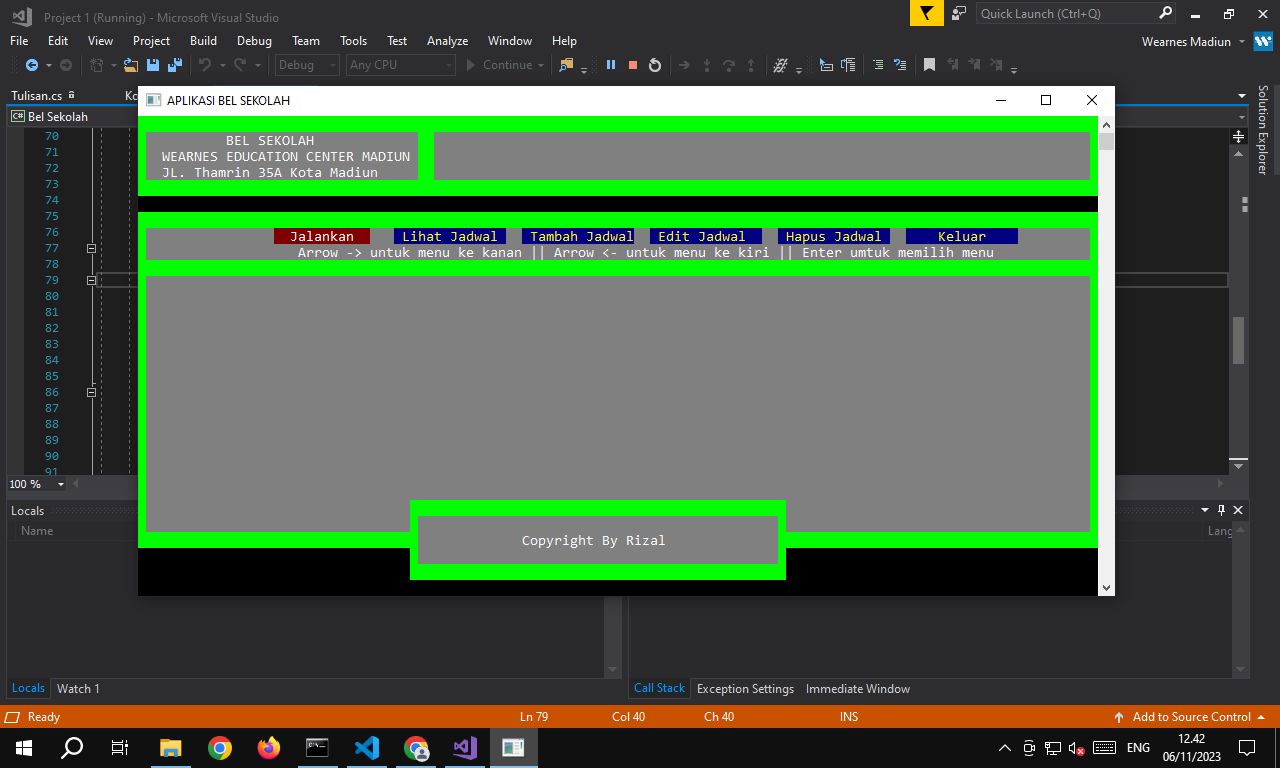 Project 1 (Running) - Microsoft Visual Studio
Quick Launch (Ctrl+Q)
File Edit View Project Build Debug Team Tools Test Analyze Window Help
Wearnes Madiun
Debug Any CPU Continue
Tulisan.cs
Solution Explorer
Bel Sekolah
70
71
72
73
74
75
76
77
78
79
80
81
82
83
84
85
86
87
88
89
90
91
APLIKASI BEL SEKOLAH
BEL SEKOLAH
WEARNES EDUCATION CENTER MADIUN
JL. Thamrin 35A Kota Madiun
Jalankan Lihat Jadwal Tambah Jadwal Edit Jadwal Hapus Jadwal Keluar
Arrow -> untuk menu ke kanan || Arrow <- untuk menu ke kiri || Enter umtuk memilih menu
Copyright By Rizal
100 %
Locals
Name
Locals Watch 1
Call Stack Exception Settings Immediate Window
Ready Ln 79 Col 40 Ch 40 INS Add to Source Control
ENG
12.42
06/11/2023